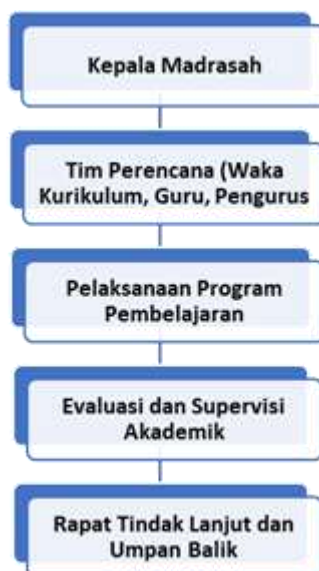 Kepala Madrasah
Tim Perencana (Waka
Kurikulum, Guru, Pengurus
Pelaksanaan Program
Pembelajaran
Evaluasi dan Supervisi
Akademik
Rapat Tindak Lanjut dan
Umpan Balik